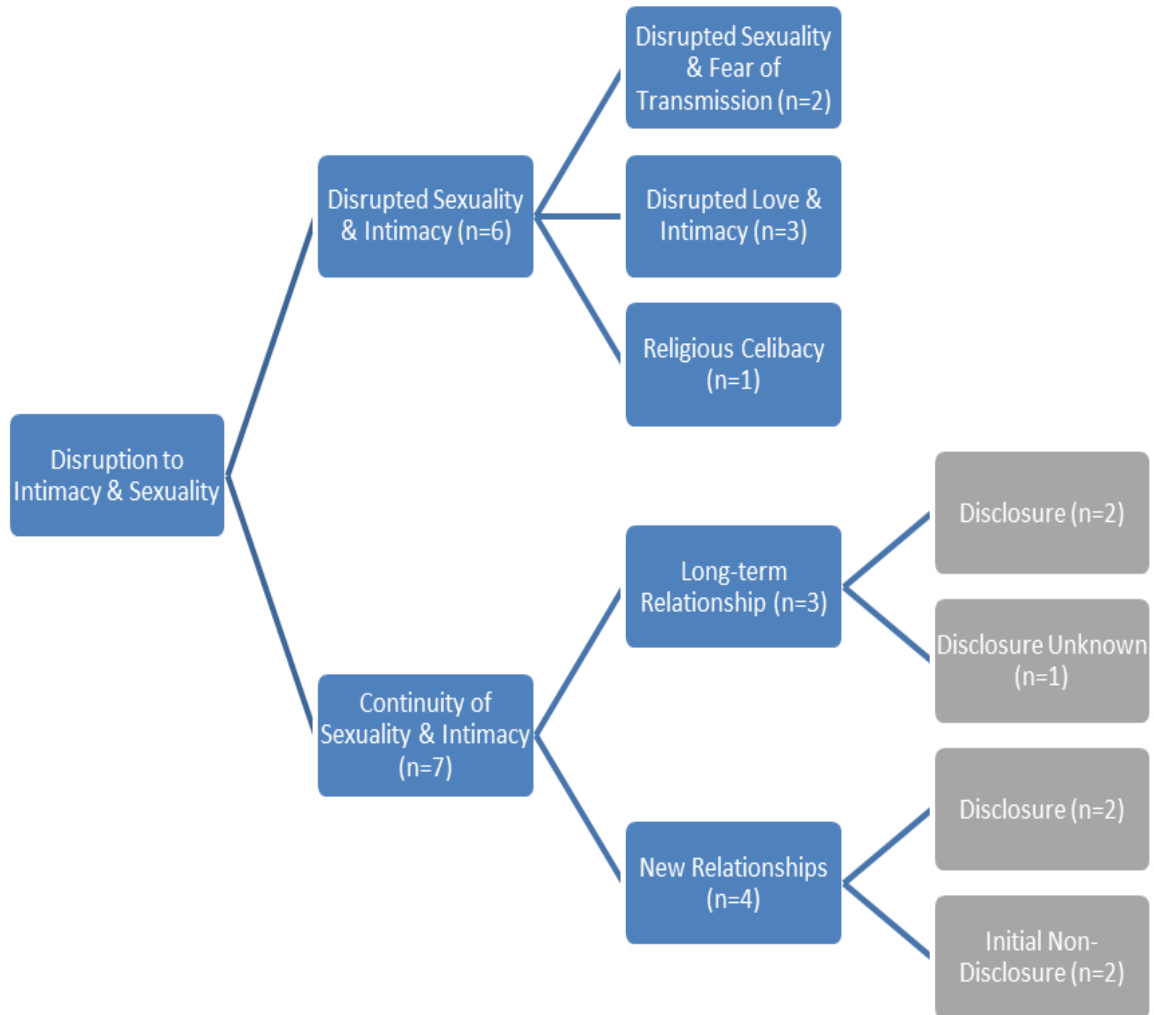 Disrupted Sexuality
& Fear of
Transmission (n=2)
Disrupted Sexuality
& Intimacy (n=6)
Disrupted Love &
Intimacy (n=3)
Religious Celibacy
(n=1)
Disruption to
Intimacy & Sexuality
Disclosure (n=2)
Long-term
Relationship (n=3)
Disclosure Unknown
(n=1)
Continuity of
Sexuality & Intimacy
(n=7)
Disclosure (n=2)
New Relationships
(n=4)
Initial Non-
Disclosure (n=2)